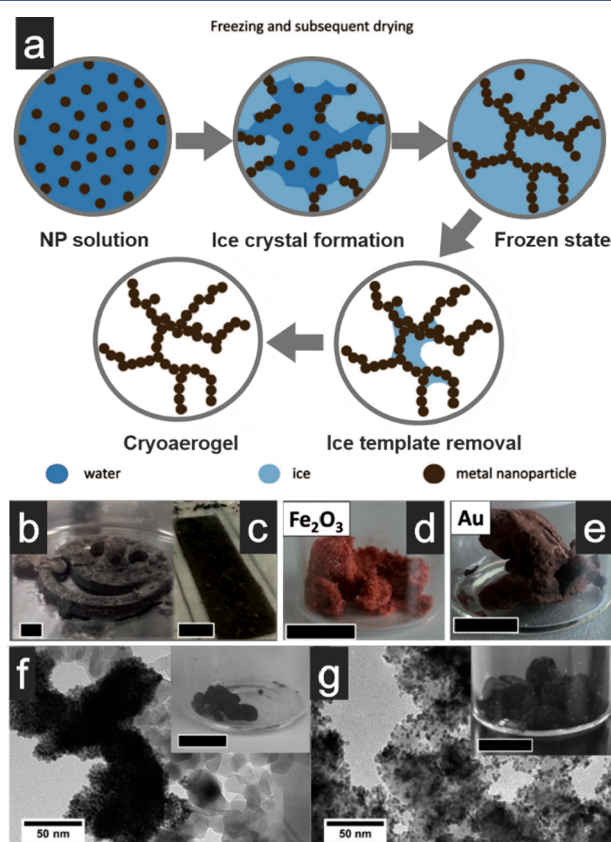 Freezing and subsequent drying
a
NP solution
Ice crystal formation
Frozen state
Cryoaerogel
Ice template removal
water
ice
metal nanoparticle
b
c
Fe₂O₃
d
Au
e
f
50 nm
g
50 nm